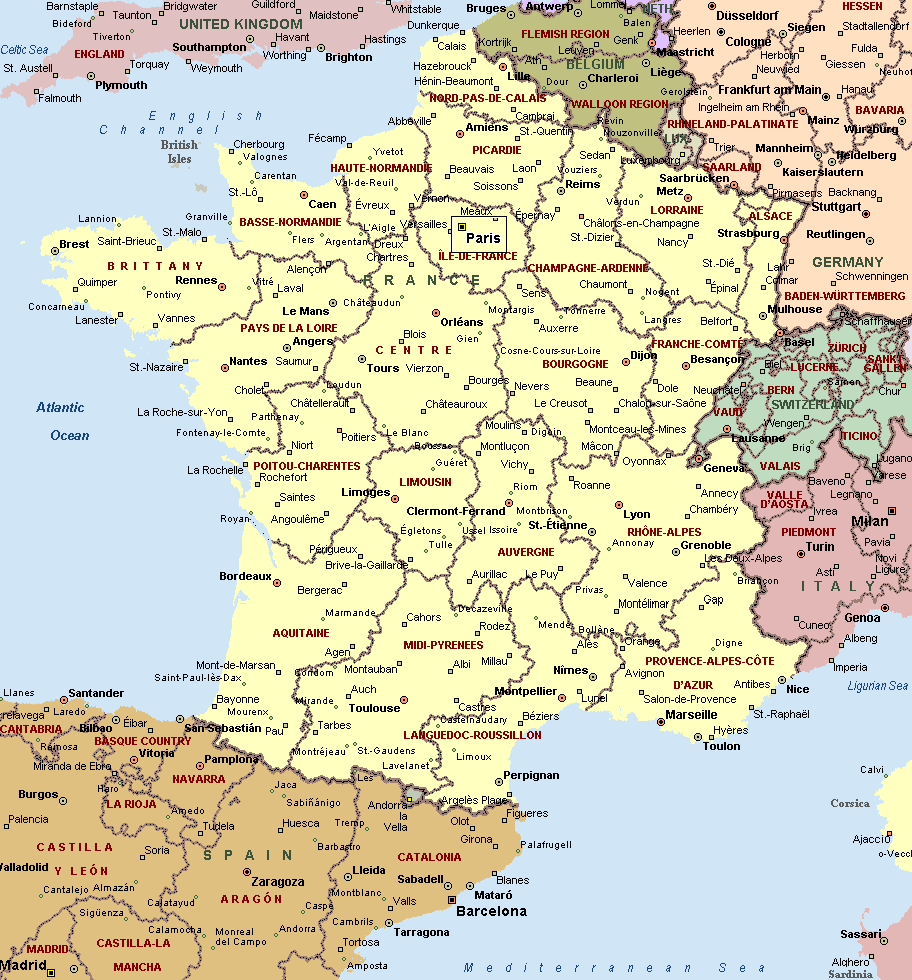 Barnstaple
Bridgwater
Guildford
Whitstable
Bruges
Antwerp
Lommel
NETH.
Düsseldorf
HESSEN
Bideford
Taunton
UNITED KINGDOM
Maidstone
Dunkerque
Balen
Heerlen
Siegen
Stadtallendorf
Tiverton
Havant
Hastings
Kortrijk
FLEMISH REGION
Genk
Cologne
Celtic Sea
ENGLAND
Southampton
Worthing
Brighton
Calais
Leuven
Maastricht
Fulda
St. Austell
Torquay
Weymouth
Hazebrouck
Ath
BELGIUM
Herborn
Giessen
Plymouth
Lille
Liège
Neuwied
Falmouth
Hénin-Beaumont
Dour
Charleroi
Gerolstein
Frankfurt am Main
Hanau
NORD-PAS-DE-CALAIS
WALLOON REGION
Ingelheim am Rhein
BAVARIA
English
Channel
Abbeville
Cambrai
Revin
RHINELAND-PALATINATE
Mainz
Würzburg
Fécamp
Amiens
St.-Quentin
Nouzonville
LUX.
British
Isles
Cherbourg
Yvetot
PICARDIE
Sedan
Luxembourg
Trier
Mannheim
Heidelberg
Valognes
HAUTE-NORMANDIE
Beauvais
Laon
Vouziers
SAARLAND
Kaiserslautern
Carentan
Val-de-Reuil
Soissons
Reims
Saarbrücken
Pirmasens
Backnang
St.-Lô
Caen
Vernon
Verdun
Metz
Lannion
Granville
BASSE-NORMANDIE
Évreux
Meaux
Épernay
LORRAINE
ALSACE
Stuttgart
L'Aigle
Versailles
Châlons-en-Champagne
Strasbourg
Reutlingen
Brest
Saint-Brieuc
St.-Malo
Flers
Argentan
Dreux
Paris
St.-Dizier
Nancy
BRITTANY
Alençon
Chartres
ÎLE-DE-FRANCE
CHAMPAGNE-ARDENNE
St.-Dié
Lahr
GERMANY
Quimper
Rennes
Vitré
Laval
FRANCE
Sens
Chaumont
Nogent
Épinal
Colmar
Schwenningen
Pontivy
Châteaudun
BADEN-WÜRTTEMBERG
Concarneau
Le Mans
Montargis
Tonnerre
Mulhouse
Lanester
Vannes
PAYS DE LA LOIRE
Orléans
Auxerre
Langres
Belfort
Schaffhausen
Angers
Blois
Gien
FRANCHE-COMTÉ
Basel
ZÜRICH
CENTRE
Cosne-Cours-sur-Loire
Dijon
St.-Nazaire
Nantes
Saumur
Tours
Vierzon
BOURGOGNE
Besançon
Biel
LUCERNE
SANKT
GALLEN
Cholet
Loudun
Bourges
Nevers
Beaune
Dole
Neuchâtel
BERN
Sarnen
Chur
Atlantic
Ocean
La Roche-sur-Yon
Parthenay
Châtellerault
Châteauroux
Le Creusot
Chalon-sur-Saône
VAUD
SWITZERLAND
Fontenay-le-Comte
Poitiers
Le Blanc
Moulins
Digoin
Montceau-les-Mines
Lausanne
Wengen
TICINO
Niort
Boussac
Montluçon
Mâcon
Brig
La Rochelle
POITOU-CHARENTES
Guéret
Vichy
Oyonnax
Geneva
VALAIS
Lugano
Rochefort
LIMOUSIN
Roanne
Varese
Saintes
Limoges
Riom
Annecy
VALLE
D'AOSTA
Baveno
Legnano
Royan
Angoulême
Clermont-Ferrand
Montbrison
Lyon
Chambéry
Ivrea
Milan
Égletons
Ussel
Issoire
St.-Étienne
RHÔNE-ALPES
PIEDMONT
Périgueux
Tulle
Annonay
Grenoble
Turin
Pavia
Brive-la-Gaillarde
AUVERGNE
Les Deux-Alpes
Novi
Ligure
Bordeaux
Aurillac
Le Puy
Valence
Briançon
Asti
ITALY
Bergerac
Privas
Montélimar
Gap
Marmande
Cahors
Decazeville
Mende
Bollène
Genoa
AQUITAINE
Rodez
Cuneo
Agen
MIDI-PYRENEES
Alès
Orange
Digne
Albeng
Mont-de-Marsan
Condom
Montauban
Albi
Millau
Nîmes
Avignon
PROVENCE-ALPES-CÔTE
D'AZUR
Imperia
Saint-Paul-lès-Dax
Auch
Montpellier
Lunel
Salon-de-Provence
Antibes
Nice
Ligurian Sea
Llanes
Santander
Bayonne
Mirande
Toulouse
Castres
Béziers
Marseille
St.-Raphaël
Torrelavega
Laredo
Mourenx
Castelnaudary
Hyères
CANTABRIA
Bilbao
Éibar
San Sebastián
Pau
Tarbes
LANGUEDOC-ROUSSILLON
Toulon
Reinosa
BASQUE COUNTRY
Montréjeau
St.-Gaudens
Limoux
Miranda de Ebro
Vitoria
Pamplona
Lavelanet
Perpignan
Calvi
Haro
NAVARRA
Jaca
Les
Burgos
LA RIOJA
Arnedo
Sabiñánigo
Andorra
la
Vella
Argelès Plage
Corsica
Palencia
Tudela
Huesca
Tremp
Olot
Figueres
Ajaccio
CASTILLA
Y LEÓN
Soria
SPAIN
Barbastro
Girona
Palafrugell
Valladolid
CATALONIA
Zaragoza
Lleida
Sabadell
Blanes
Cantalejo
Almazán
ARAGÓN
Montblanc
Mataró
Calatayud
Caspe
Valls
Barcelona
Sigüenza
Cambrils
Tarragona
Calamocha
Monreal
del Campo
Andorra
MADRID
CASTILLA-LA
MANCHA
Tortosa
Sassari
Madrid
Amposta
Mediterranean Sea
Alghero
Sardinia